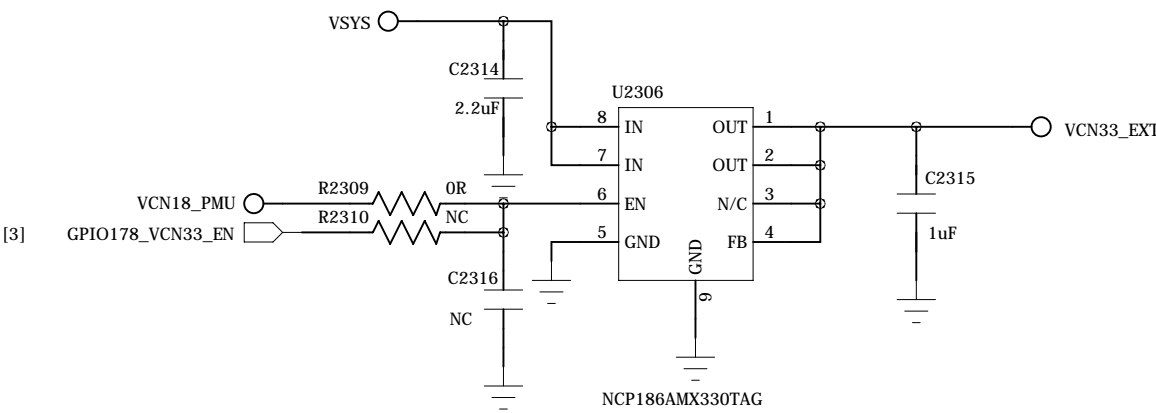 VSYS
C2314
2.2uF
U2306
8 IN OUT 1
7 IN OUT 2
6 EN N/C 3
5 GND FB 4
GND
9
VCN33_EXT
C2315
1uF
VCN18_PMU R2309 0R
[3] GPIO178_VCN33_EN R2310 NC
C2316
NC
NCP186AMX330TAG